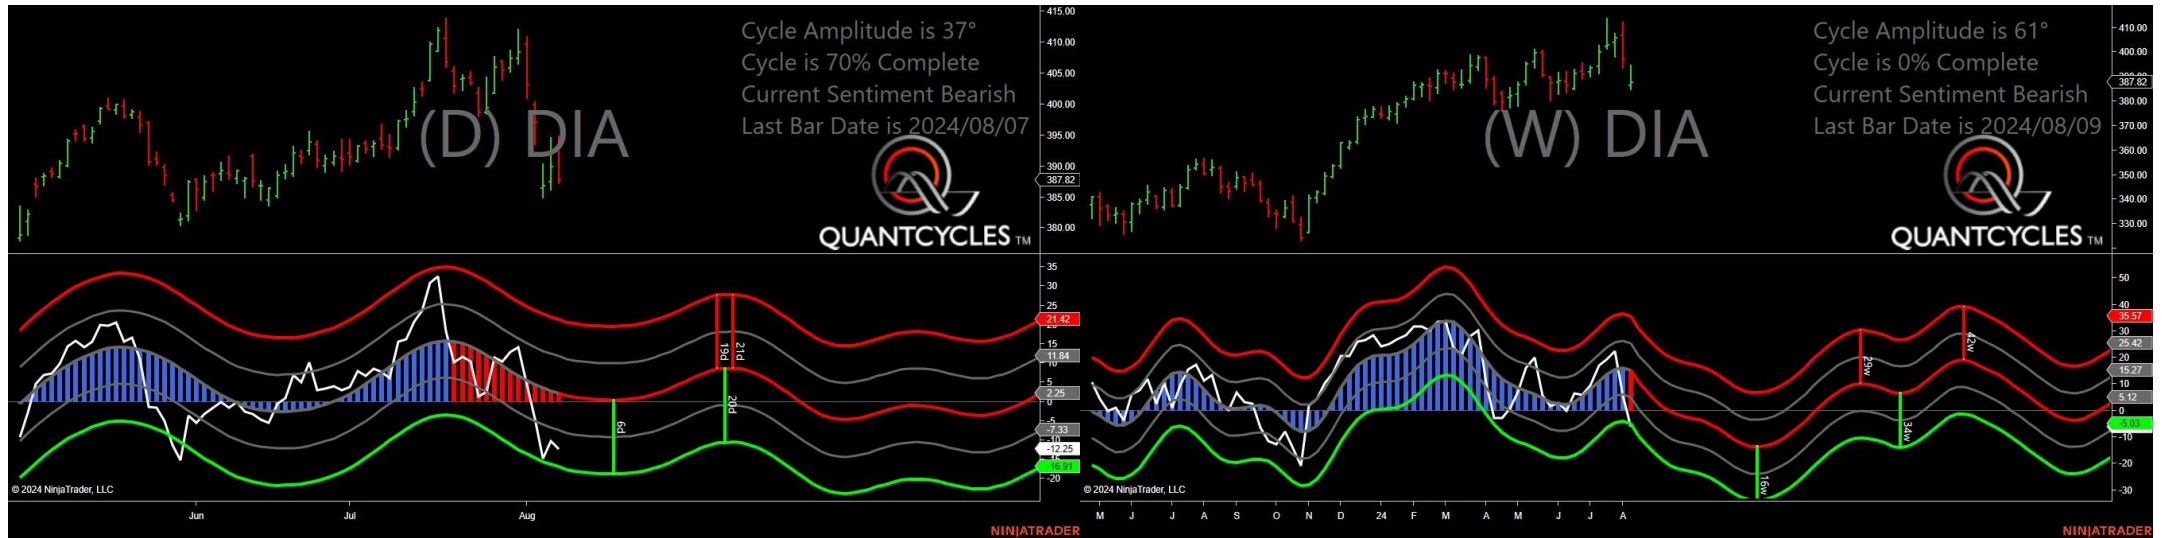 Cycle Amplitude is 37°
Cycle is 70% Complete
Current Sentiment Bearish
Last Bar Date is 2024/08/07
(D) DIA
QUANTCYCLES TM
415.00
410.00
405.00
400.00
395.00
390.00
387.82
385.00
380.00
35
30
25
21.42
20
15
11.84
10
5
2.25
0
-7.33
-10
-12.25
-16.91
-20
19d
21d
20d
6d
© 2024 NinjaTrader, LLC
Jun Jul Aug
NINJATRADER
Cycle Amplitude is 61°
Cycle is 0% Complete
Current Sentiment Bearish
Last Bar Date is 2024/08/09
(W) DIA
QUANTCYCLES TM
410.00
400.00
387.82
380.00
370.00
360.00
350.00
340.00
330.00
50
40
35.57
30
25.42
20
15.27
10
5.12
0
-5.03
-10
-20
-30
29w
42w
34w
16w
© 2024 NinjaTrader, LLC
M J J A S O N D 24 F M A M J J A
NINJATRADER